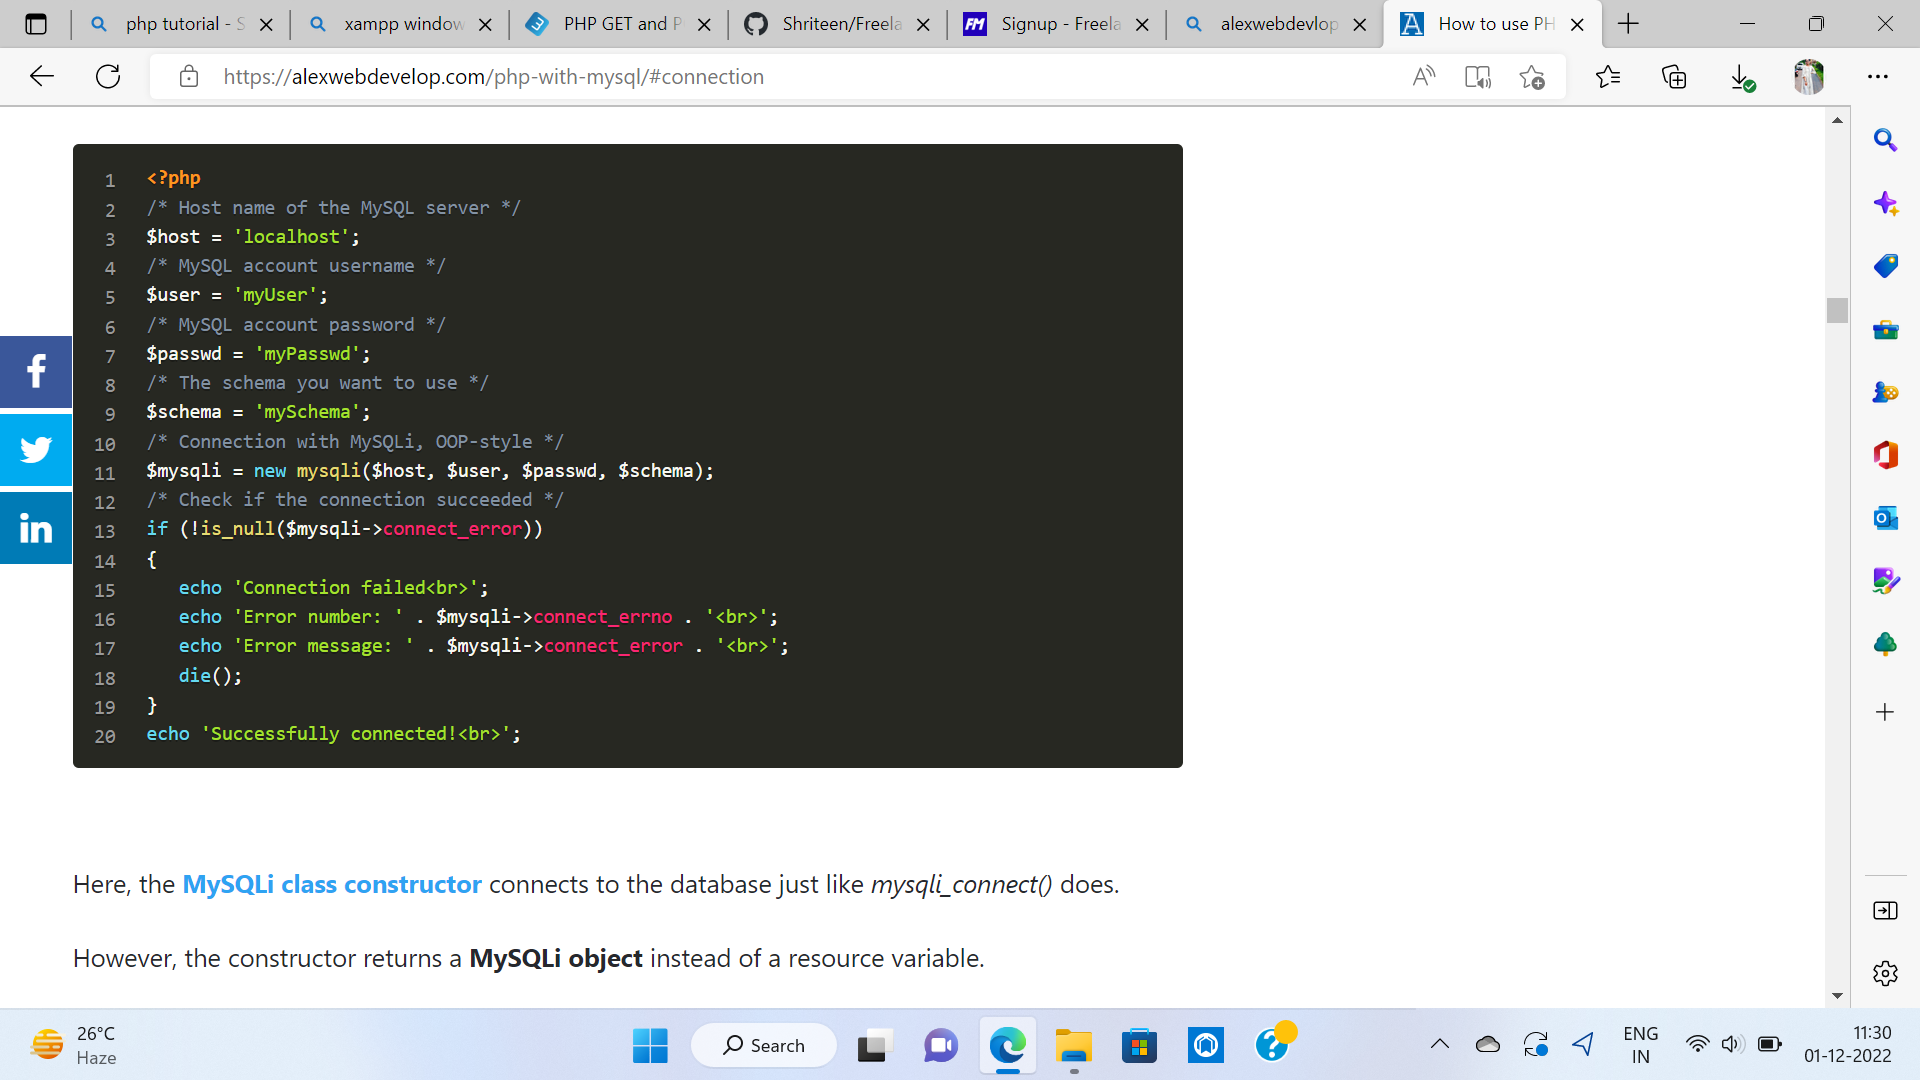 php tutorial - S
xampp window
PHP GET and P
Shriteen/Freela
FM
Signup - Freela
alexwebdevlop
How to use PH
https://alexwebdevelop.com/php-with-mysql/#connection
1 <?php
2 /* Host name of the MySQL server */
3 $host = 'localhost';
4 /* MySQL account username */
5 $user = 'myUser';
6 /* MySQL account password */
7 $passwd = 'myPasswd';
8 /* The schema you want to use */
9 $schema = 'mySchema';
10 /* Connection with MySQLi, OOP-style */
11 $mysqli = new mysqli($host, $user, $passwd, $schema);
12 /* Check if the connection succeeded */
13 if (!is_null($mysqli->connect_error))
14 {
15    echo 'Connection failed<br>';
16    echo 'Error number: ' . $mysqli->connect_errno . '<br>';
17    echo 'Error message: ' . $mysqli->connect_error . '<br>';
18    die();
19 }
20 echo 'Successfully connected!<br>';
f
in
Here, the MySQLi class constructor connects to the database just like mysqli_connect() does.
However, the constructor returns a MySQLi object instead of a resource variable.
26°C
Haze
Search
ENG
IN
11:30
01-12-2022